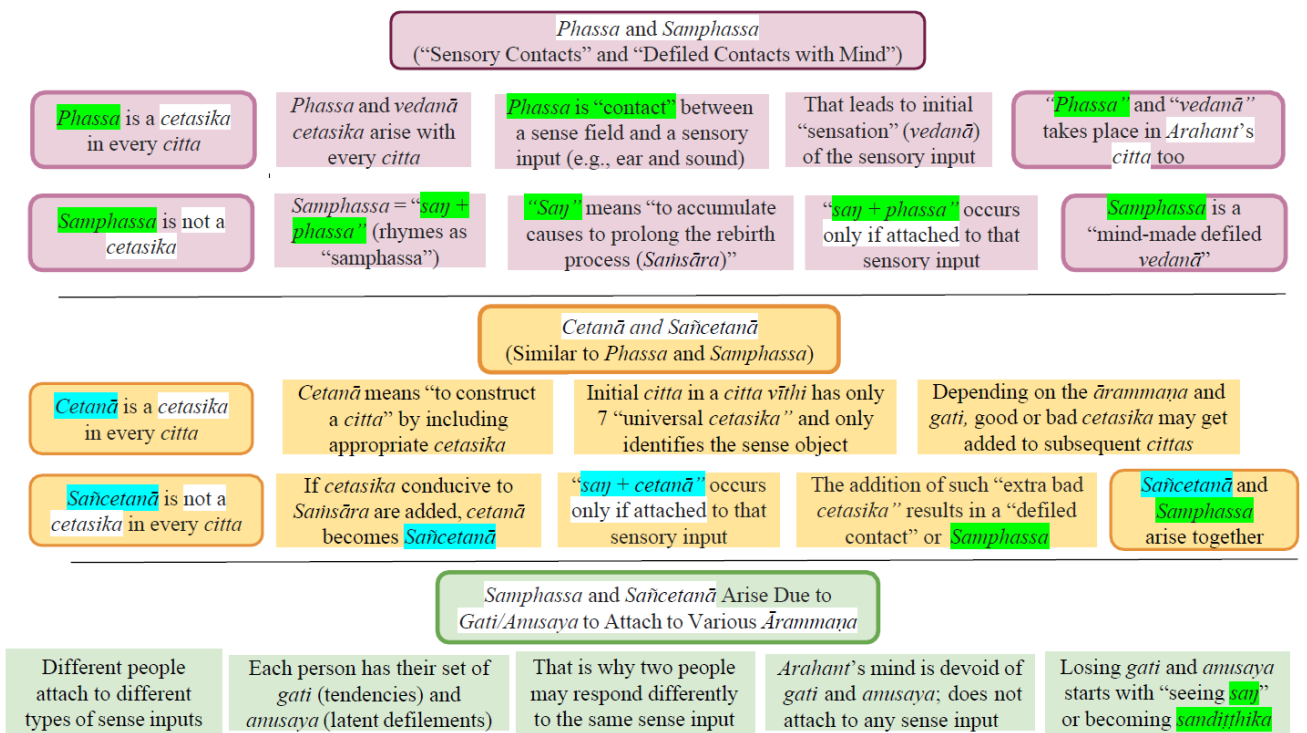 Phassa and Samphassa
(“Sensory Contacts” and “Defiled Contacts with Mind”)
Phassa is a cetasika
in every citta
Phassa and vedanā
cetasika arise with
every citta
Phassa is “contact” between
a sense field and a sensory
input (e.g., ear and sound)
That leads to initial
“sensation” (vedanā)
of the sensory input
“Phassa” and “vedanā”
takes place in Arahant’s
citta too
Samphassa is not a
cetasika
Samphassa = “saŋ +
phassa” (rhymes as
“samphassa”)
“Saŋ” means “to accumulate
causes to prolong the rebirth
process (Saṁsāra)”
“saŋ + phassa” occurs
only if attached to that
sensory input
Samphassa is a
“mind-made defiled
vedanā”
Cetanā and Sañcetanā
(Similar to Phassa and Samphassa)
Cetanā is a cetasika
in every citta
Cetanā means “to construct
a citta” by including
appropriate cetasika
Initial citta in a citta vīthi has only
7 “universal cetasika” and only
identifies the sense object
Depending on the ārammaṇa and
gati, good or bad cetasika may get
added to subsequent cittas
Sañcetanā is not a
cetasika in every citta
If cetasika conducive to
Saṁsāra are added, cetanā
becomes Sañcetanā
“saŋ + cetanā” occurs
only if attached to that
sensory input
The addition of such “extra bad
cetasika” results in a “defiled
contact” or Samphassa
Sañcetanā and
Samphassa
arise together
Samphassa and Sañcetanā Arise Due to
Gati/Anusaya to Attach to Various Ārammaṇa
Different people
attach to different
types of sense inputs
Each person has their set of
gati (tendencies) and
anusaya (latent defilements)
That is why two people
may respond differently
to the same sense input
Arahant’s mind is devoid of
gati and anusaya; does not
attach to any sense input
Losing gati and anusaya
starts with “seeing saŋ”
or becoming sandiṭṭhika